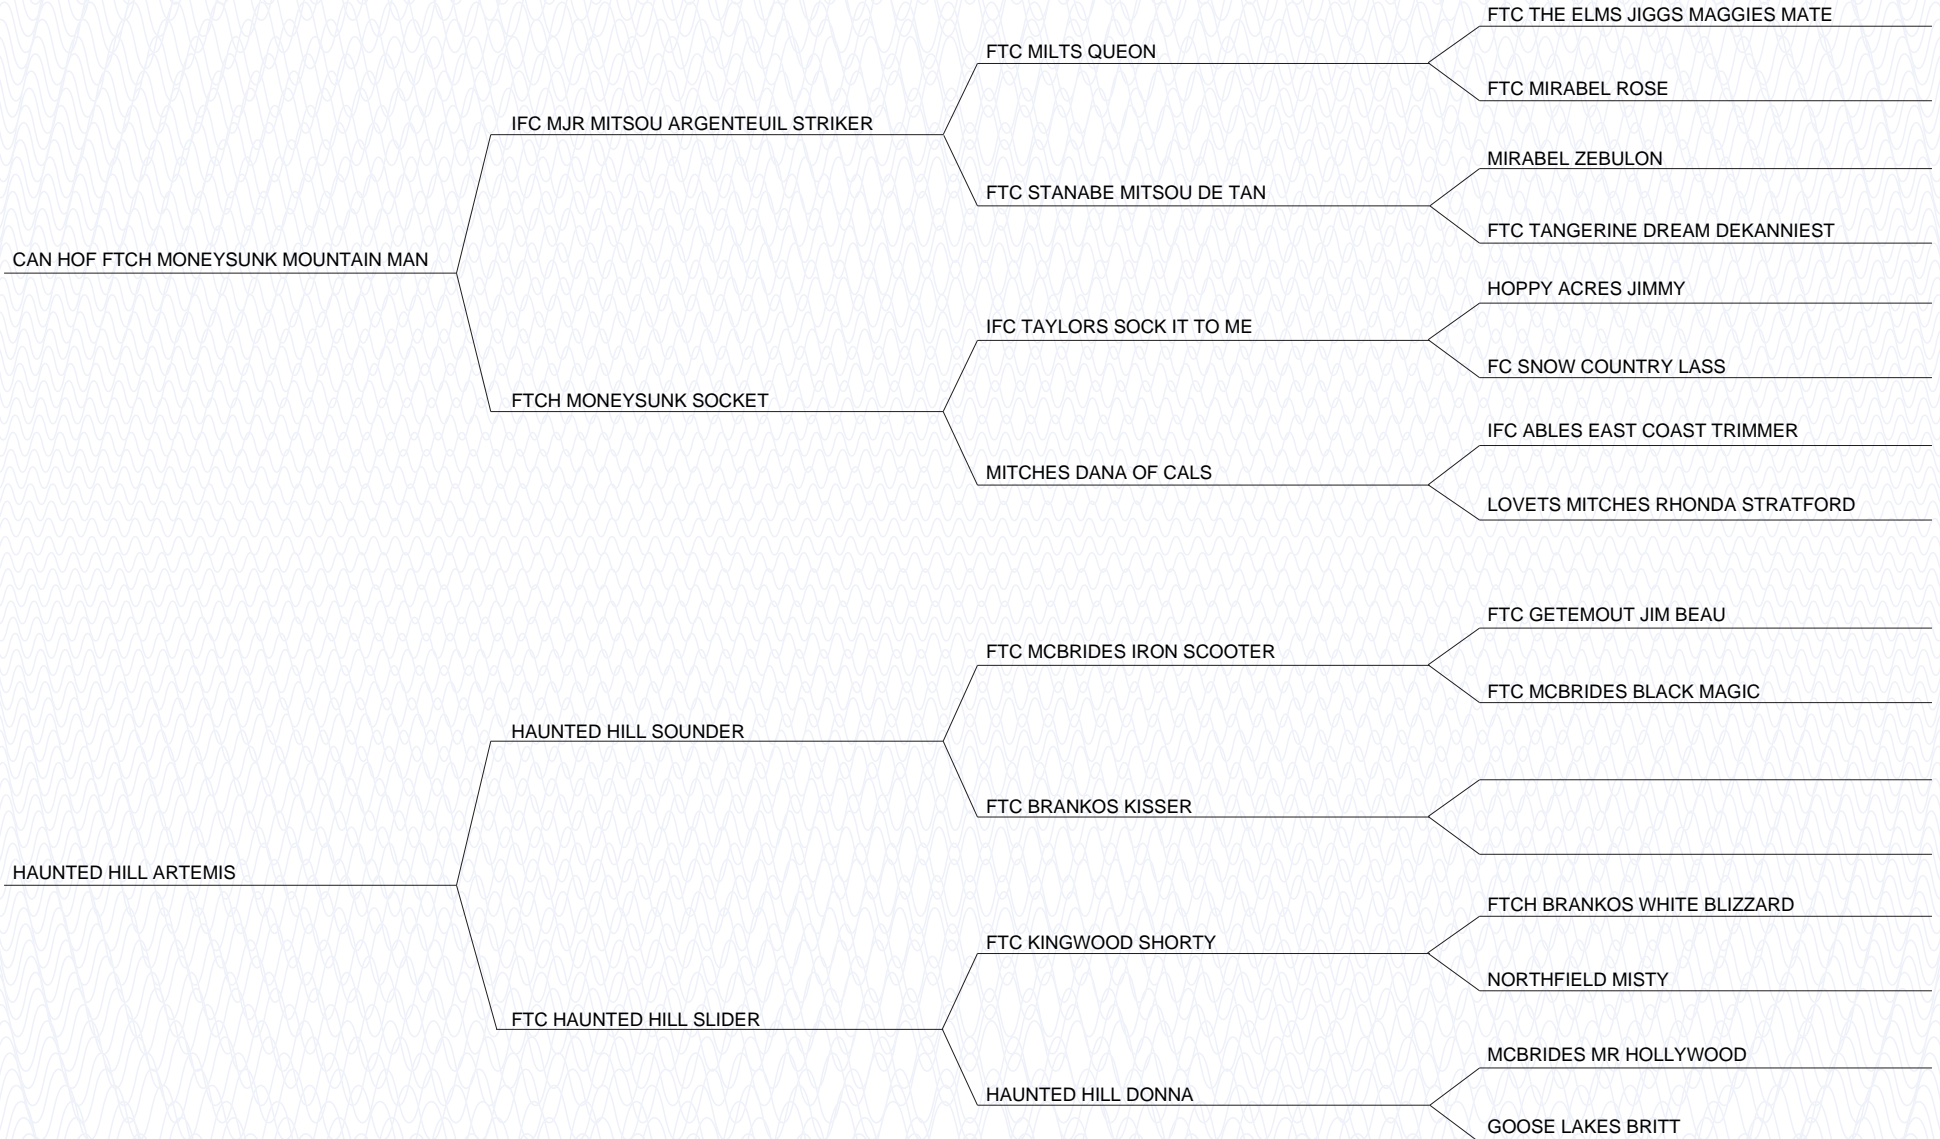 FTC THE ELMS JIGGS MAGGIES MATE
FTC MILTS QUEON
FTC MIRABEL ROSE
IFC MJR MITSOU ARGENTEUIL STRIKER
MIRABEL ZEBULON
FTC STANABE MITSOU DE TAN
FTC TANGERINE DREAM DEKANNIEST
CAN HOF FTCH MONEYSUNK MOUNTAIN MAN
HOPPY ACRES JIMMY
IFC TAYLORS SOCK IT TO ME
FC SNOW COUNTRY LASS
FTCH MONEYSUNK SOCKET
IFC ABLES EAST COAST TRIMMER
MITCHES DANA OF CALS
LOVETS MITCHES RHONDA STRATFORD
FTC GETEMOUT JIM BEAU
FTC MCBRIDES IRON SCOOTER
FTC MCBRIDES BLACK MAGIC
HAUNTED HILL SOUNDER
FTC BRANKOS KISSER
HAUNTED HILL ARTEMIS
FTCH BRANKOS WHITE BLIZZARD
FTC KINGWOOD SHORTY
NORTHFIELD MISTY
FTC HAUNTED HILL SLIDER
MCBRIDES MR HOLLYWOOD
HAUNTED HILL DONNA
GOOSE LAKES BRITT